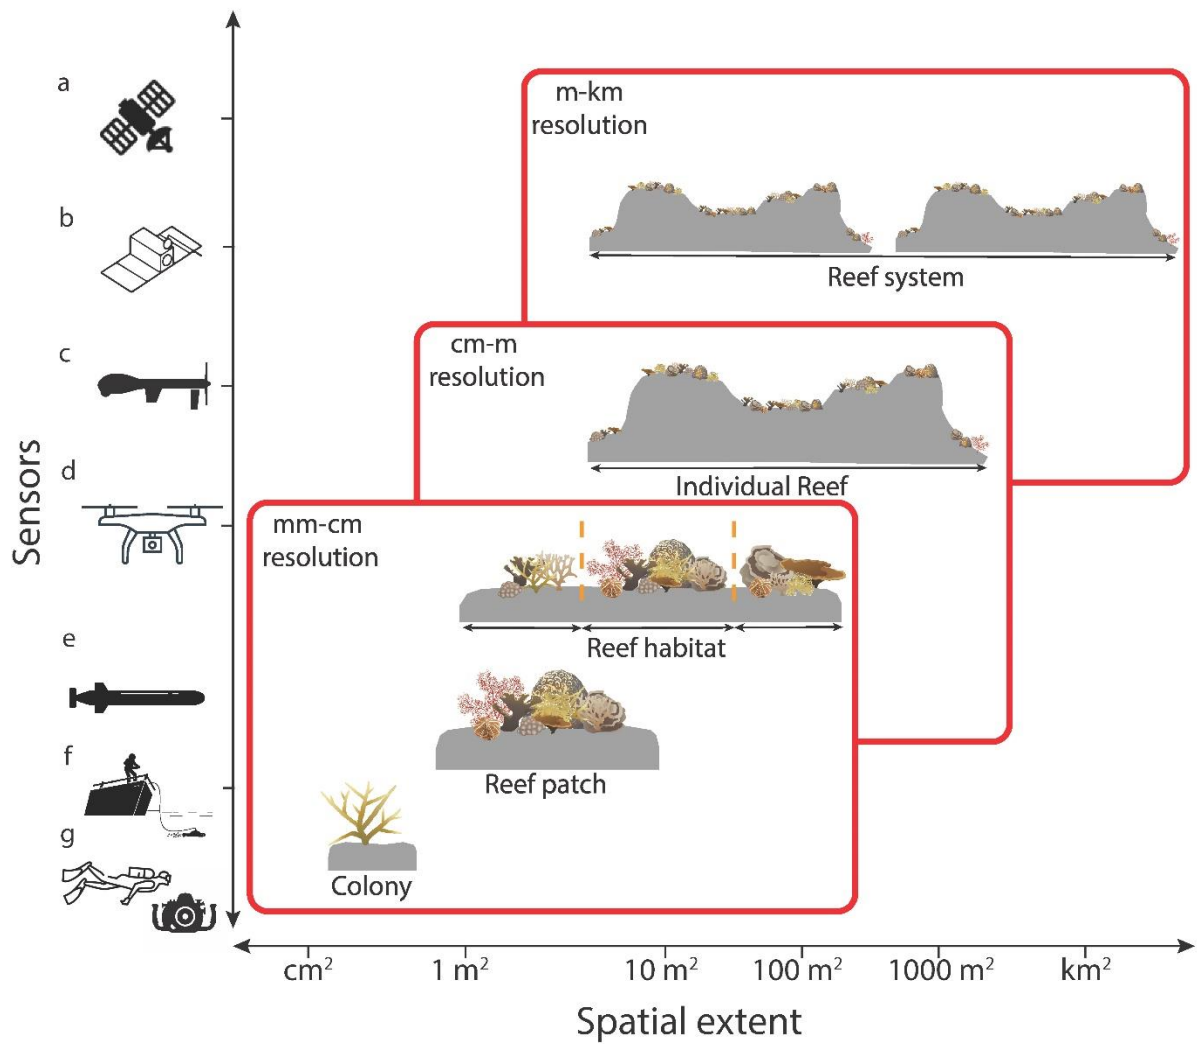 a
m-km
resolution
b
Reef system
c
cm-m
resolution
Sensors
d
Individual Reef
mm-cm
resolution
e
Reef habitat
f
Reef patch
g
Colony
cm²
1 m²
10 m²
100 m²
1000 m²
km²
Spatial extent